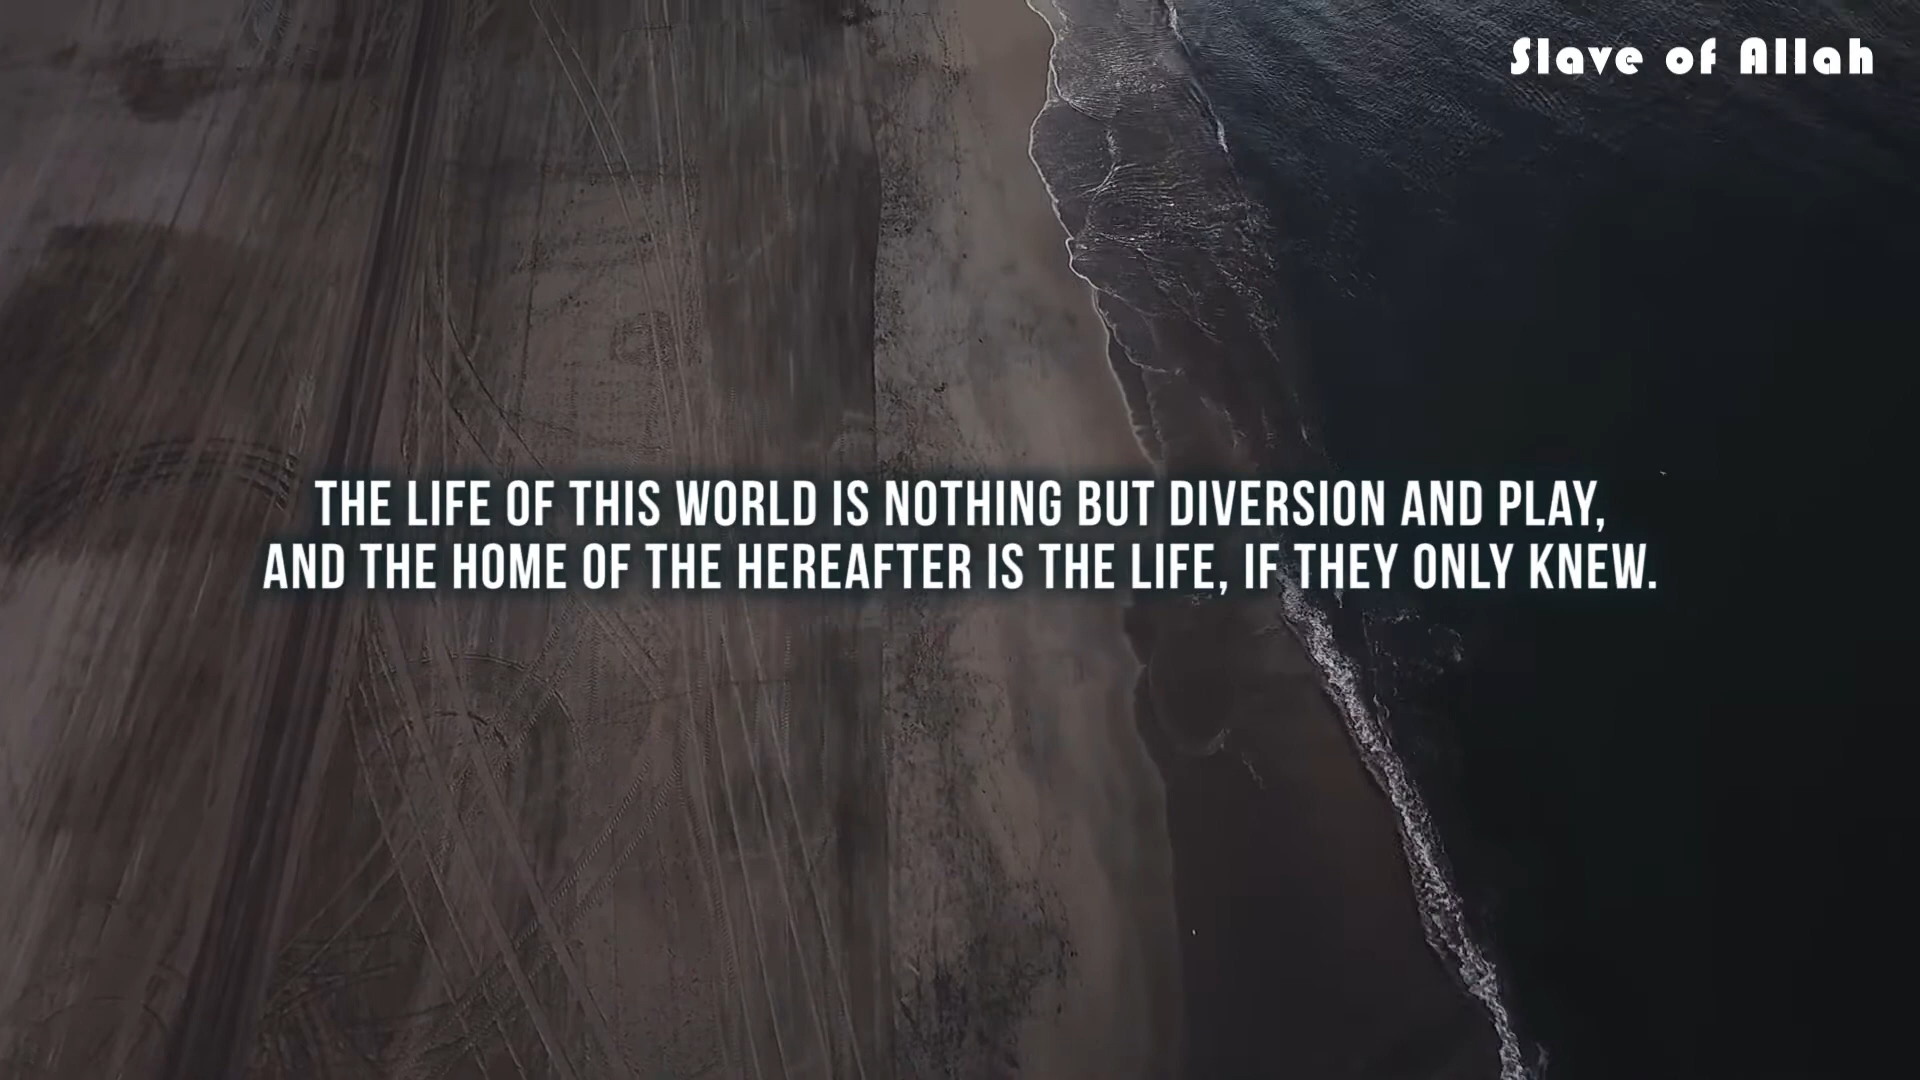 Slave of Allah
THE LIFE OF THIS WORLD IS NOTHING BUT DIVERSION AND PLAY,
AND THE HOME OF THE HEREAFTER IS THE LIFE, IF THEY ONLY KNEW.